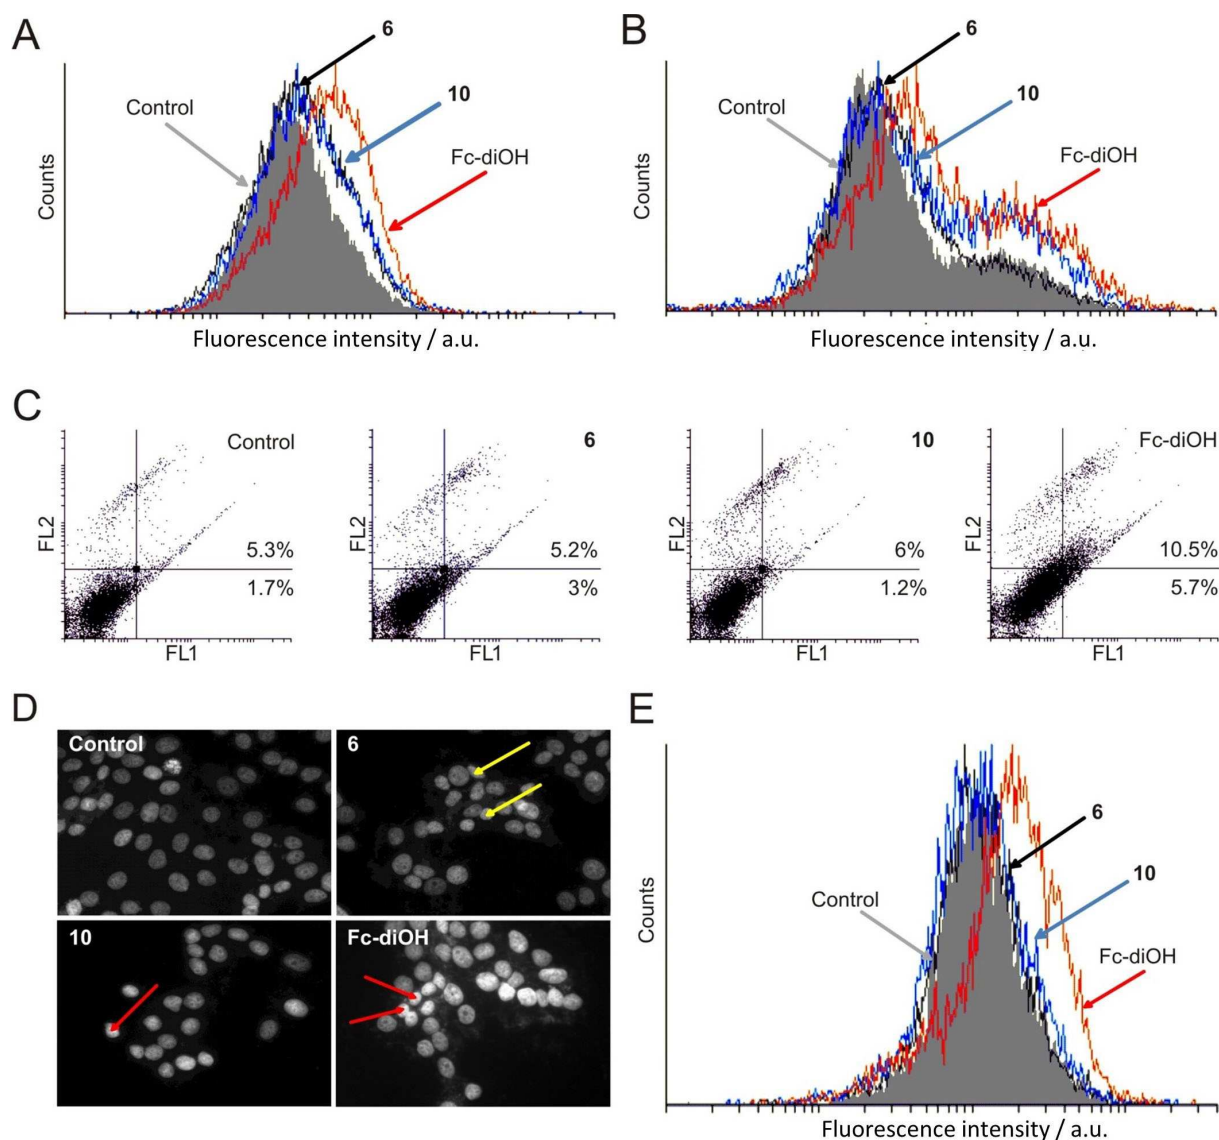 A
6
10
Control
Fc-diOH
Counts
Fluorescence intensity / a.u.
B
6
10
Control
Fc-diOH
Counts
Fluorescence intensity / a.u.
C
Control
5.3%
1.7%
FL2
FL1
6
5.2%
3%
FL2
FL1
10
6%
1.2%
FL2
FL1
Fc-diOH
10.5%
5.7%
FL2
FL1
D
Control
6
10
Fc-diOH
E
6
10
Control
Fc-diOH
Counts
Fluorescence intensity / a.u.